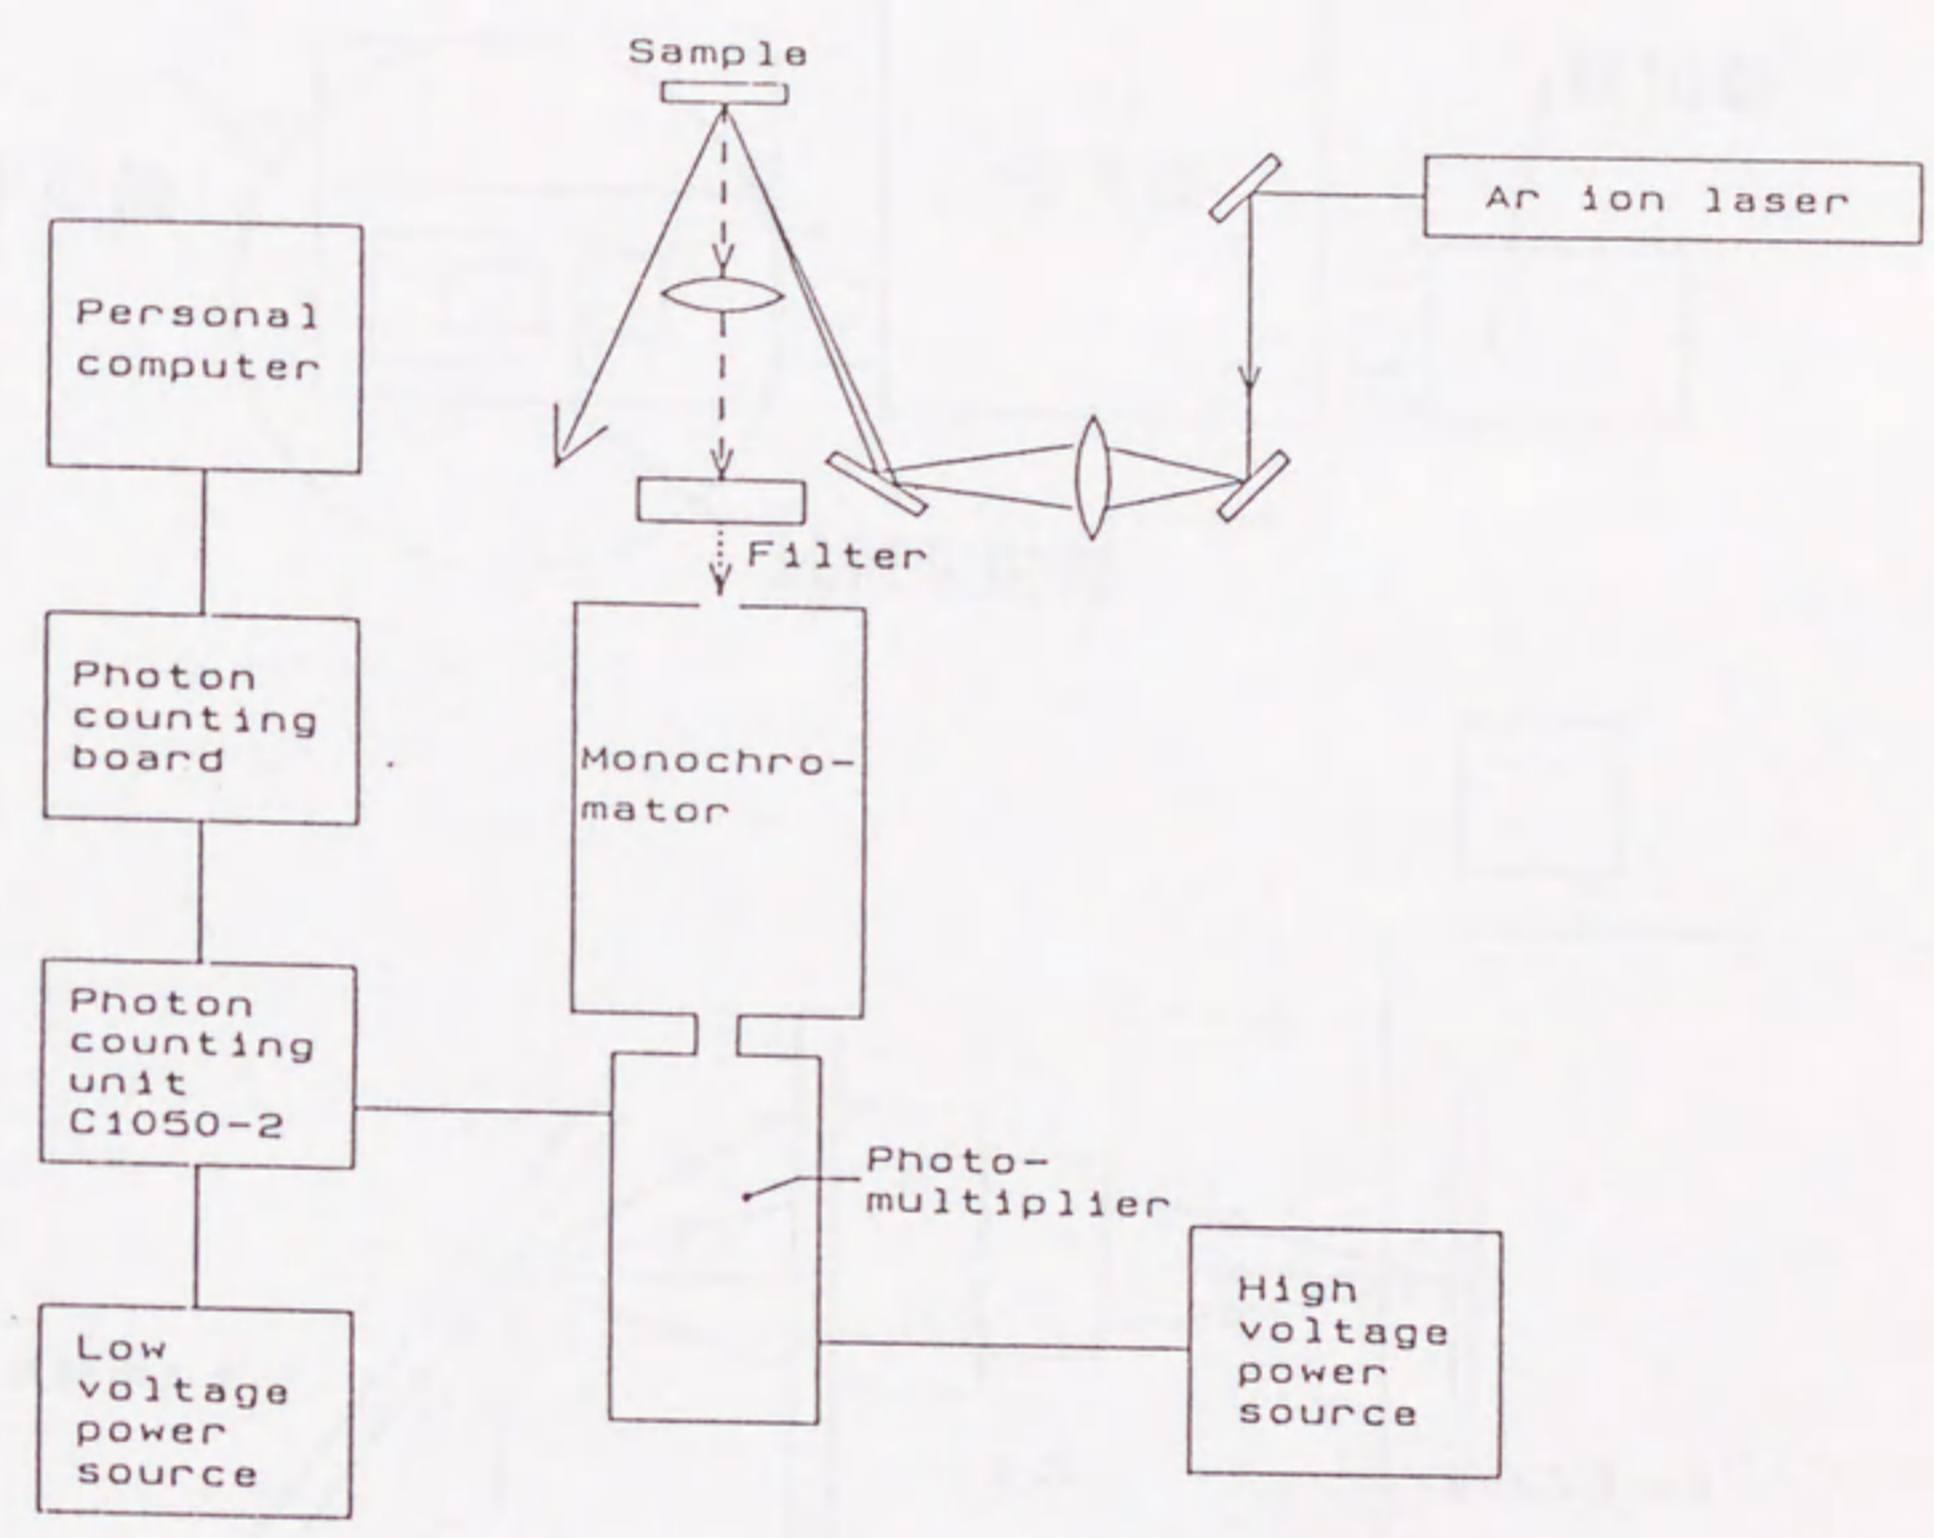 Sample
Ar ion laser
Personal
computer
Filter
Photon
counting
board
Monochro-
mator
Photon
counting
unit
C1050-2
Photo-
multiplier
High
voltage
power
source
Low
voltage
power
source